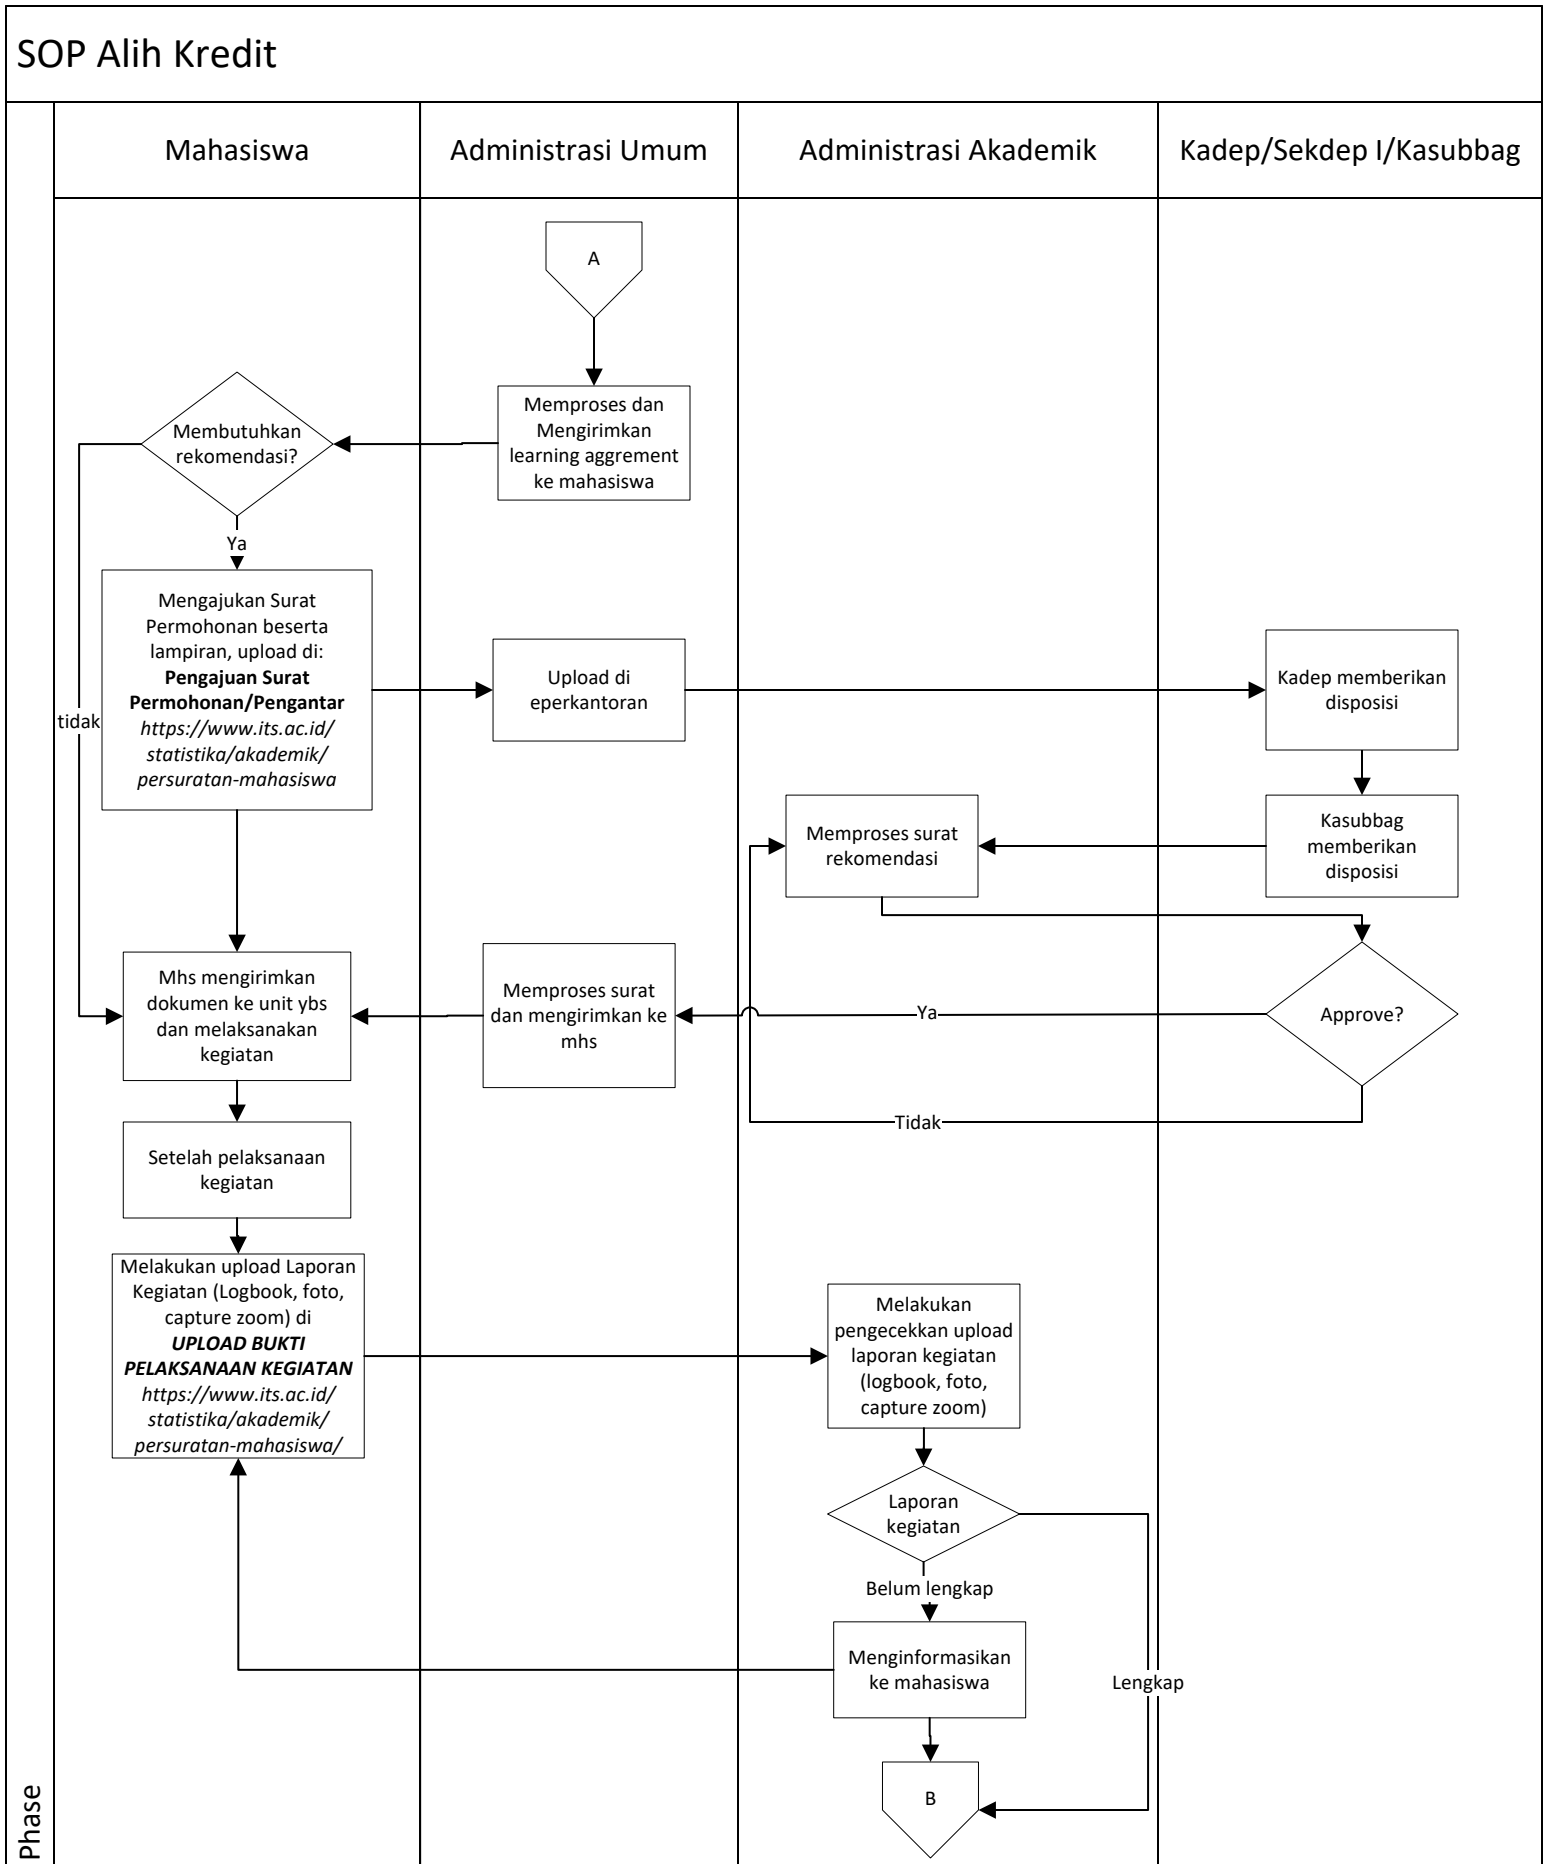 SOP Alih Kredit
Mahasiswa
Administrasi Umum
Administrasi Akademik
Kadep/Sekdep I/Kasubbag
A
Memproses dan
Mengirimkan
learning aggrement
ke mahasiswa
Membutuhkan
rekomendasi?
Ya
tidak
Mengajukan Surat
Permohonan beserta
lampiran, upload di:
Pengajuan Surat
Permohonan/Pengantar
https://www.its.ac.id/
statistika/akademik/
persuratan-mahasiswa
Upload di
eperkantoran
Kadep memberikan
disposisi
Kasubbag
memberikan
disposisi
Memproses surat
rekomendasi
Approve?
Ya
Tidak
Memproses surat
dan mengirimkan ke
mhs
Mhs mengirimkan
dokumen ke unit ybs
dan melaksanakan
kegiatan
Setelah pelaksanaan
kegiatan
Melakukan upload Laporan
Kegiatan (Logbook, foto,
capture zoom) di
UPLOAD BUKTI
PELAKSANAAN KEGIATAN
https://www.its.ac.id/
statistika/akademik/
persuratan-mahasiswa/
Melakukan
pengecekkan upload
laporan kegiatan
(logbook, foto,
capture zoom)
Laporan
kegiatan
Belum lengkap
Menginformasikan
ke mahasiswa
Lengkap
B
Phase